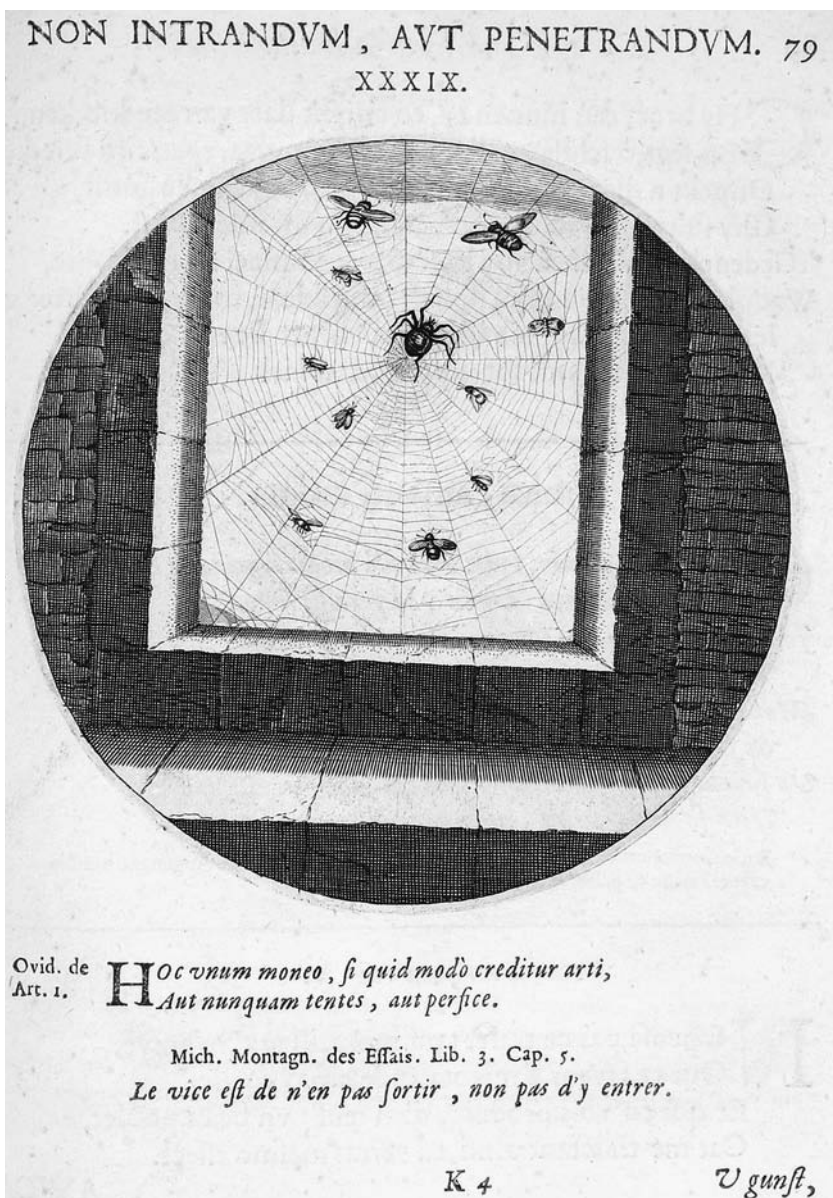 NON INTRANDVM, AVT PENETRANDVM. 79
XXXIX.
Ovid. de
Art. 1.
HOc vnum moneo, ſi quid modò creditur arti,
Aut nunquam tentes, aut perfice.
Mich. Montagn. des Eſſais. Lib. 3. Cap. 5.
Le vice eſt de n'en pas ſortir, non pas d'y entrer.
K 4
V gunſt,